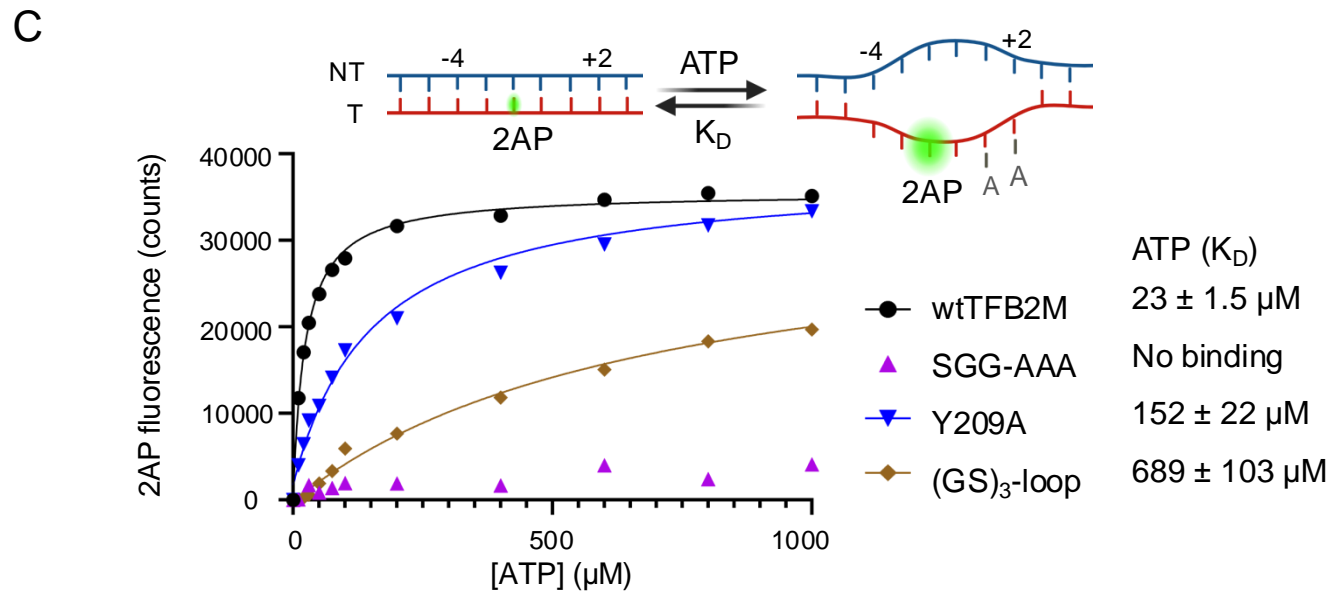 C
-4 +2
NT
T
2AP
ATP
K_D
-4 +2
2AP A A
2AP fluorescence (counts)
40000
30000
20000
10000
0
0 500 1000
[ATP] (µM)
ATP (K_D)
wtTFB2M 23 ± 1.5 µM
SGG-AAA No binding
Y209A 152 ± 22 µM
(GS)₃-loop 689 ± 103 µM